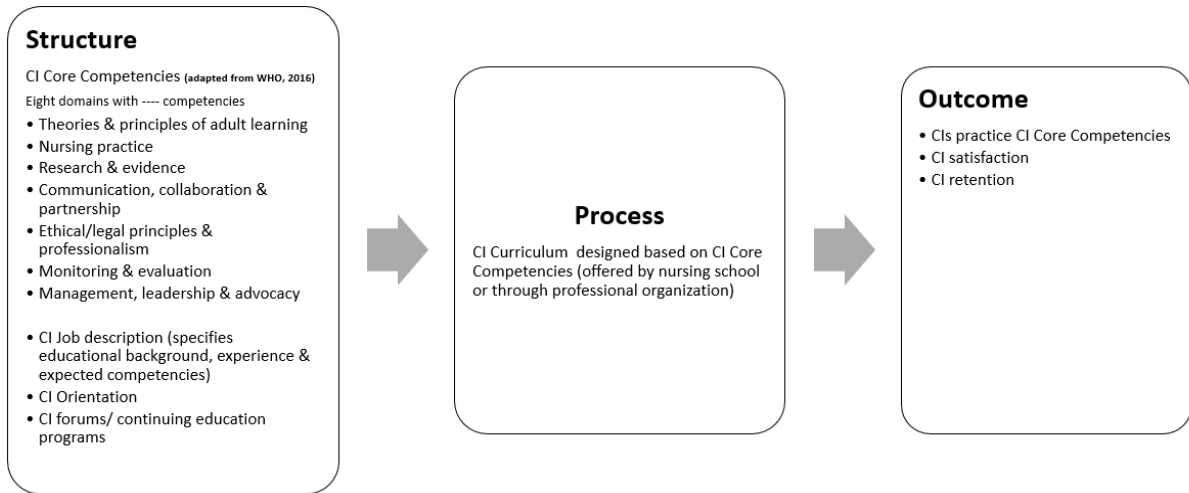 Structure
CI Core Competencies (adapted from WHO, 2016)
Eight domains with ---- competencies
• Theories & principles of adult learning
• Nursing practice
• Research & evidence
• Communication, collaboration &
partnership
• Ethical/legal principles &
professionalism
• Monitoring & evaluation
• Management, leadership & advocacy
• CI Job description (specifies
educational background, experience &
expected competencies)
• CI Orientation
• CI forums/ continuing education
programs
Process
CI Curriculum  designed based on CI Core
Competencies (offered by nursing school
or through professional organization)
Outcome
• CIs practice CI Core Competencies
• CI satisfaction
• CI retention